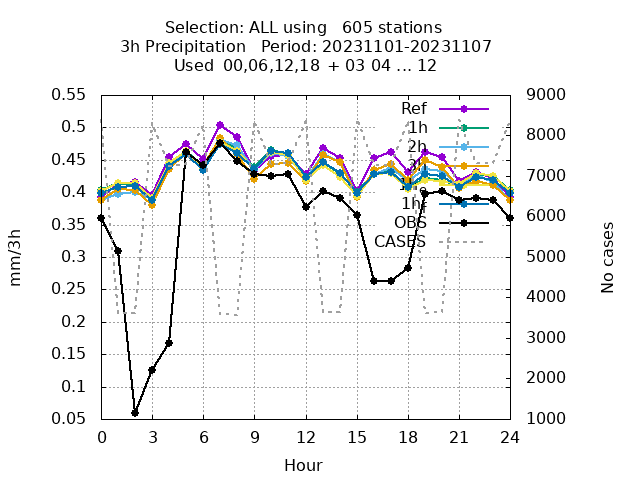 Selection: ALL using   605 stations
3h Precipitation   Period: 20231101-20231107
Used  00,06,12,18 + 03 04 ... 12
0.55
0.5
0.45
0.4
0.35
0.3
0.25
0.2
0.15
0.1
0.05
mm/3h
9000
8000
7000
6000
5000
4000
3000
2000
1000
No cases
Ref
1h
2h
OBS
CASES
0 3 6 9 12 15 18 21 24
Hour